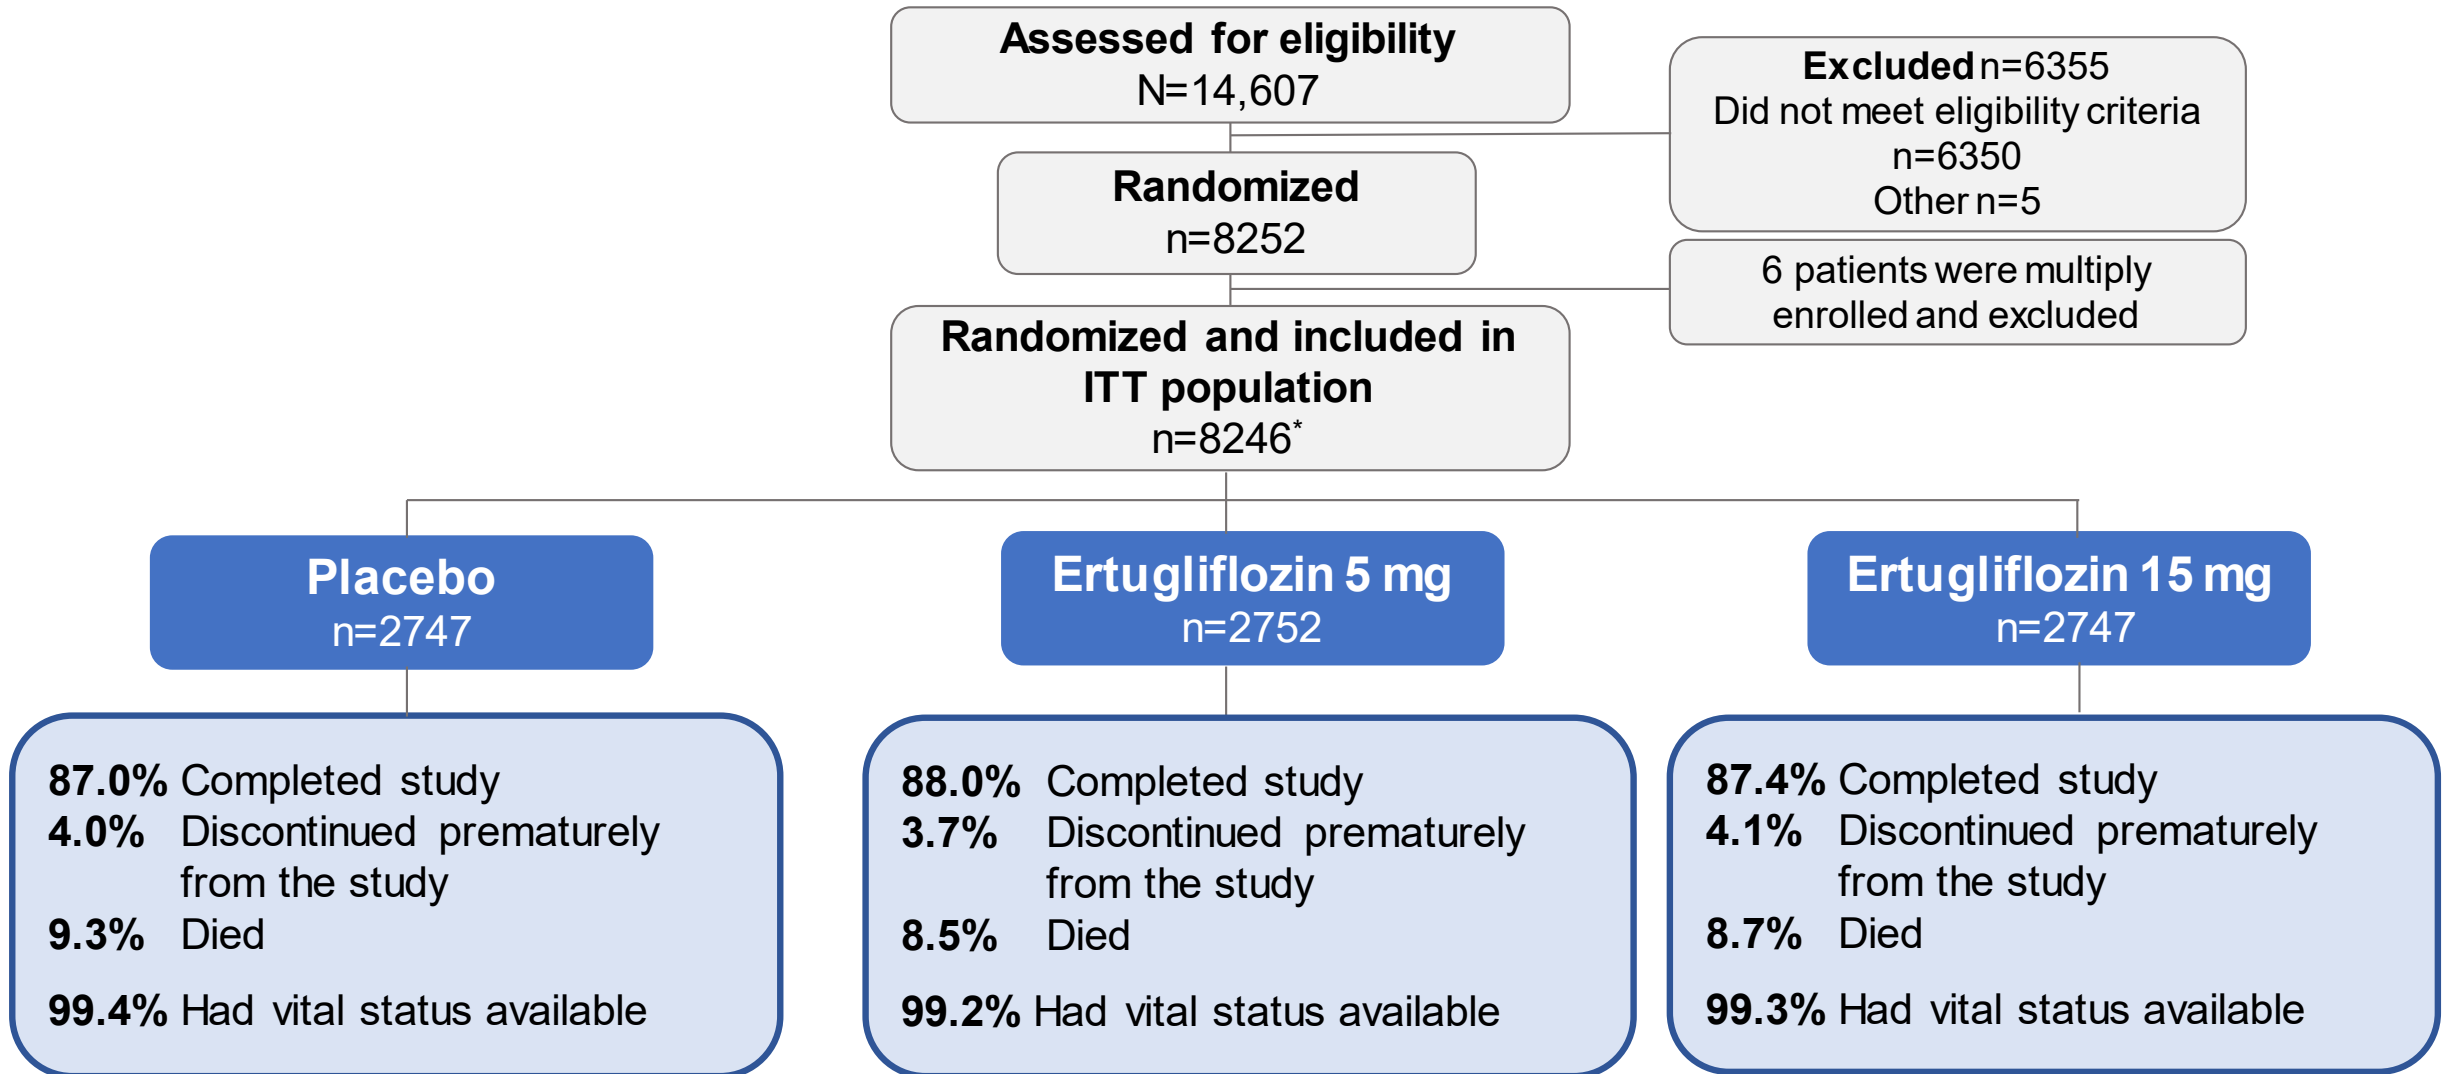 Assessed for eligibility
N=14,607
Excluded n=6355
Did not meet eligibility criteria
n=6350
Other n=5
Randomized
n=8252
6 patients were multiply
enrolled and excluded
Randomized and included in
ITT population
n=8246*
Placebo
n=2747
Ertugliflozin 5 mg
n=2752
Ertugliflozin 15 mg
n=2747
87.0% Completed study
4.0% Discontinued prematurely
from the study
9.3% Died
99.4% Had vital status available
88.0% Completed study
3.7% Discontinued prematurely
from the study
8.5% Died
99.2% Had vital status available
87.4% Completed study
4.1% Discontinued prematurely
from the study
8.7% Died
99.3% Had vital status available